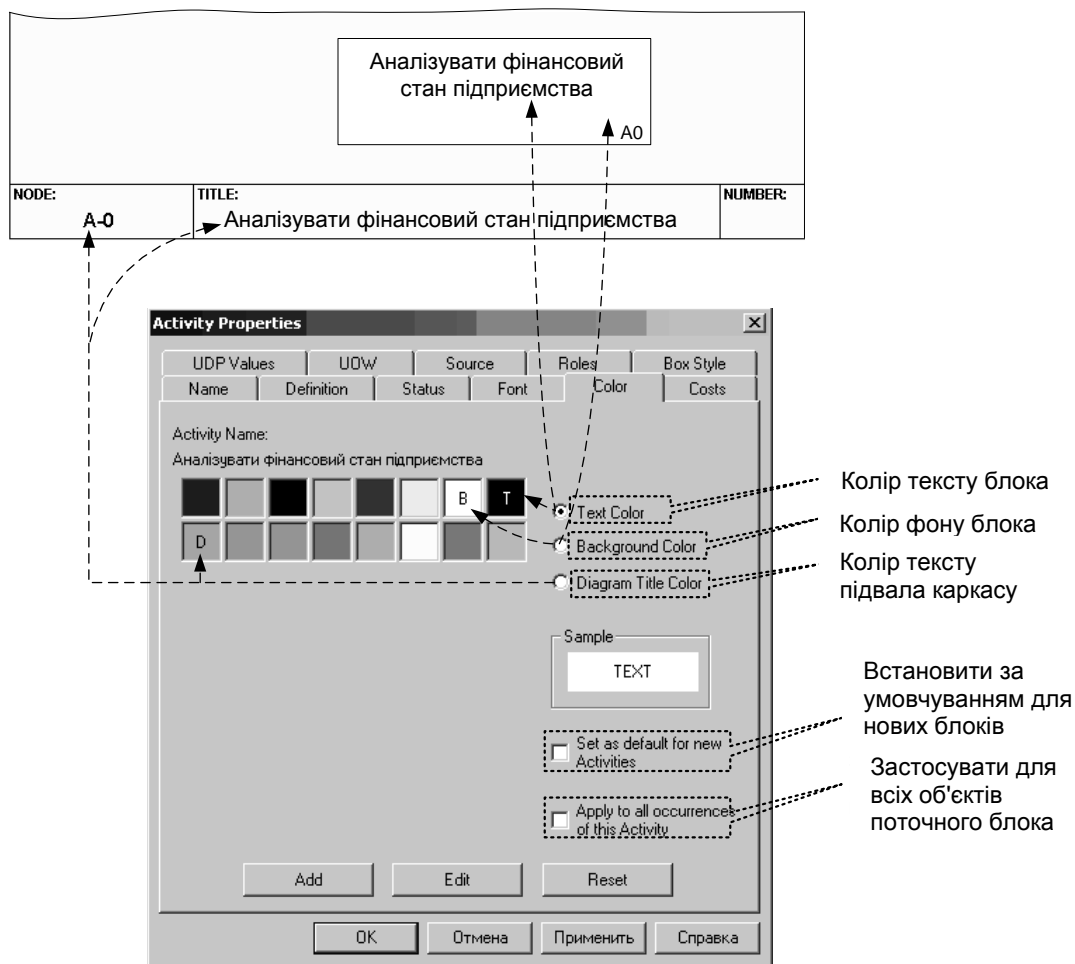 Аналізувати фінансовий
стан підприємства
A0
NODE:
TITLE:
NUMBER:
A-0
Аналізувати фінансовий стан підприємства
Activity Properties
UDP Values
UOW
Source
Roles
Box Style
Name
Definition
Status
Font
Color
Costs
Activity Name:
Аналізувати фінансовий стан підприємства
B
T
D
Text Color
Background Color
Diagram Title Color
Колір тексту блока
Колір фону блока
Колір тексту
підвала каркасу
Sample
TEXT
Set as default for new
Activities
Встановити за
умовчуванням для
нових блоків
Apply to all occurrences
of this Activity
Застосувати для
всіх об'єктів
поточного блока
Add
Edit
Reset
OK
Отмена
Применить
Справка